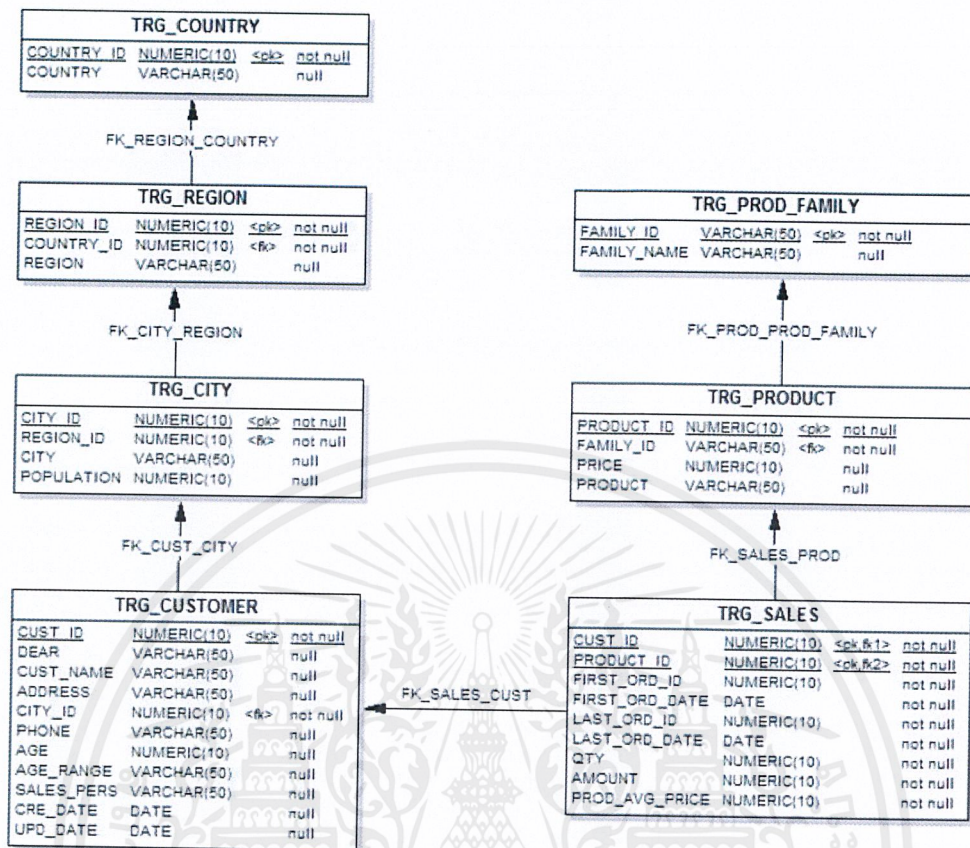 TRG_COUNTRY
COUNTRY_ID NUMERIC(10) <pk> not null
COUNTRY VARCHAR(50) null
FK_REGION_COUNTRY
TRG_REGION
REGION_ID NUMERIC(10) <pk> not null
COUNTRY_ID NUMERIC(10) <fk> not null
REGION VARCHAR(50) null
FK_CITY_REGION
TRG_CITY
CITY_ID NUMERIC(10) <pk> not null
REGION_ID NUMERIC(10) <fk> not null
CITY VARCHAR(50) null
POPULATION NUMERIC(10) null
FK_CUST_CITY
TRG_CUSTOMER
CUST_ID NUMERIC(10) <pk> not null
DEAR VARCHAR(50) null
CUST_NAME VARCHAR(50) null
ADDRESS VARCHAR(50) null
CITY_ID NUMERIC(10) <fk> not null
PHONE VARCHAR(50) null
AGE NUMERIC(10) null
AGE_RANGE VARCHAR(50) null
SALES_PERS VARCHAR(50) null
CRE_DATE DATE null
UPD_DATE DATE null
FK_SALES_CUST
TRG_PROD_FAMILY
FAMILY_ID VARCHAR(50) <pk> not null
FAMILY_NAME VARCHAR(50) null
FK_PROD_PROD_FAMILY
TRG_PRODUCT
PRODUCT_ID NUMERIC(10) <pk> not null
FAMILY_ID VARCHAR(50) <fk> not null
PRICE NUMERIC(10) null
PRODUCT VARCHAR(50) null
FK_SALES_PROD
TRG_SALES
CUST_ID NUMERIC(10) <pk,fk1> not null
PRODUCT_ID NUMERIC(10) <pk,fk2> not null
FIRST_ORD_ID NUMERIC(10) not null
FIRST_ORD_DATE DATE not null
LAST_ORD_ID NUMERIC(10) not null
LAST_ORD_DATE DATE not null
QTY NUMERIC(10) not null
AMOUNT NUMERIC(10) not null
PROD_AVG_PRICE NUMERIC(10) not null